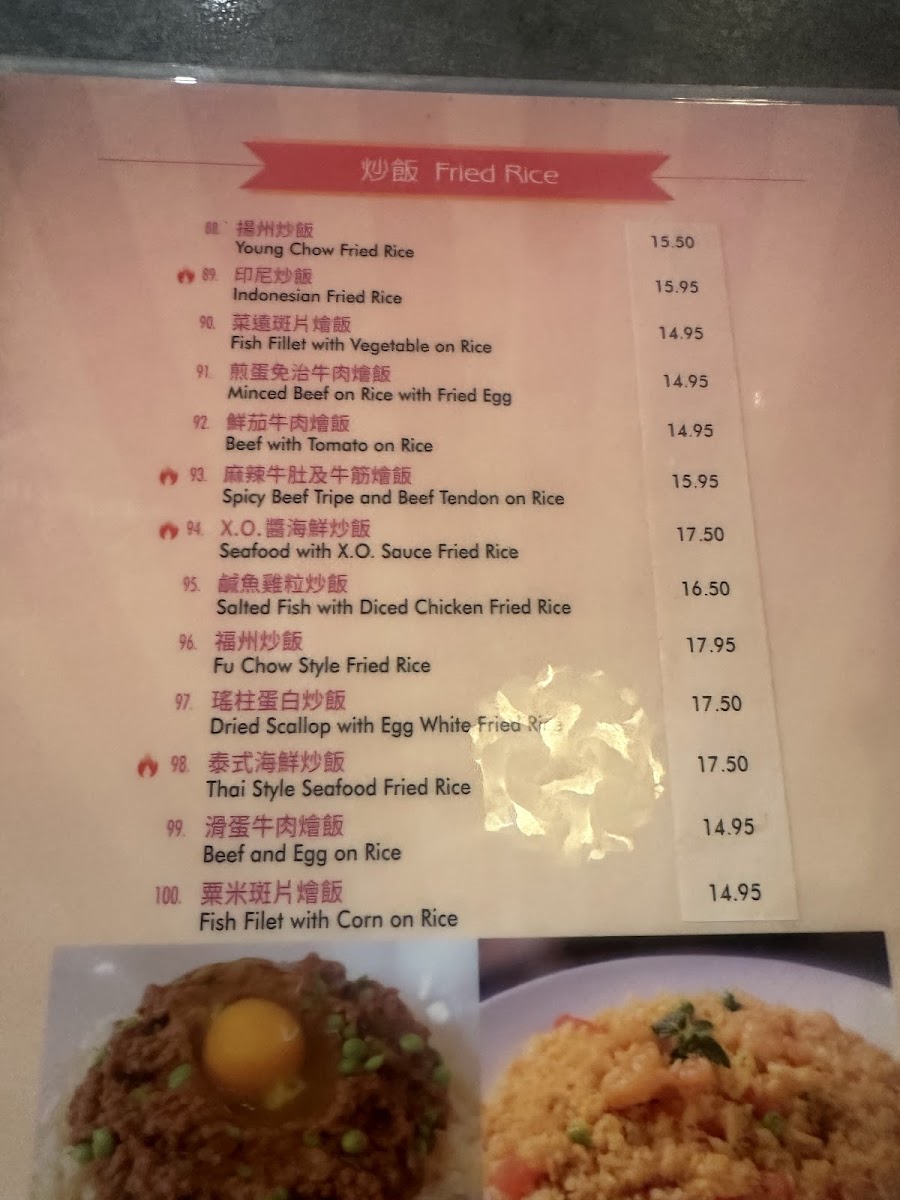 炒飯 Fried Rice
88. 揚州炒飯 15.50
Young Chow Fried Rice
89. 印尼炒飯 15.95
Indonesian Fried Rice
90. 菜遠斑片燴飯 14.95
Fish Fillet with Vegetable on Rice
91. 煎蛋免治牛肉燴飯 14.95
Minced Beef on Rice with Fried Egg
92. 鮮茄牛肉燴飯 14.95
Beef with Tomato on Rice
93. 麻辣牛肚及牛筋燴飯 15.95
Spicy Beef Tripe and Beef Tendon on Rice
94. X.O.醬海鮮炒飯 17.50
Seafood with X.O. Sauce Fried Rice
95. 鹹魚雞粒炒飯 16.50
Salted Fish with Diced Chicken Fried Rice
96. 福州炒飯 17.95
Fu Chow Style Fried Rice
97. 瑤柱蛋白炒飯 17.50
Dried Scallop with Egg White Fried Rice
98. 泰式海鮮炒飯 17.50
Thai Style Seafood Fried Rice
99. 滑蛋牛肉燴飯 14.95
Beef and Egg on Rice
100. 粟米斑片燴飯 14.95
Fish Filet with Corn on Rice